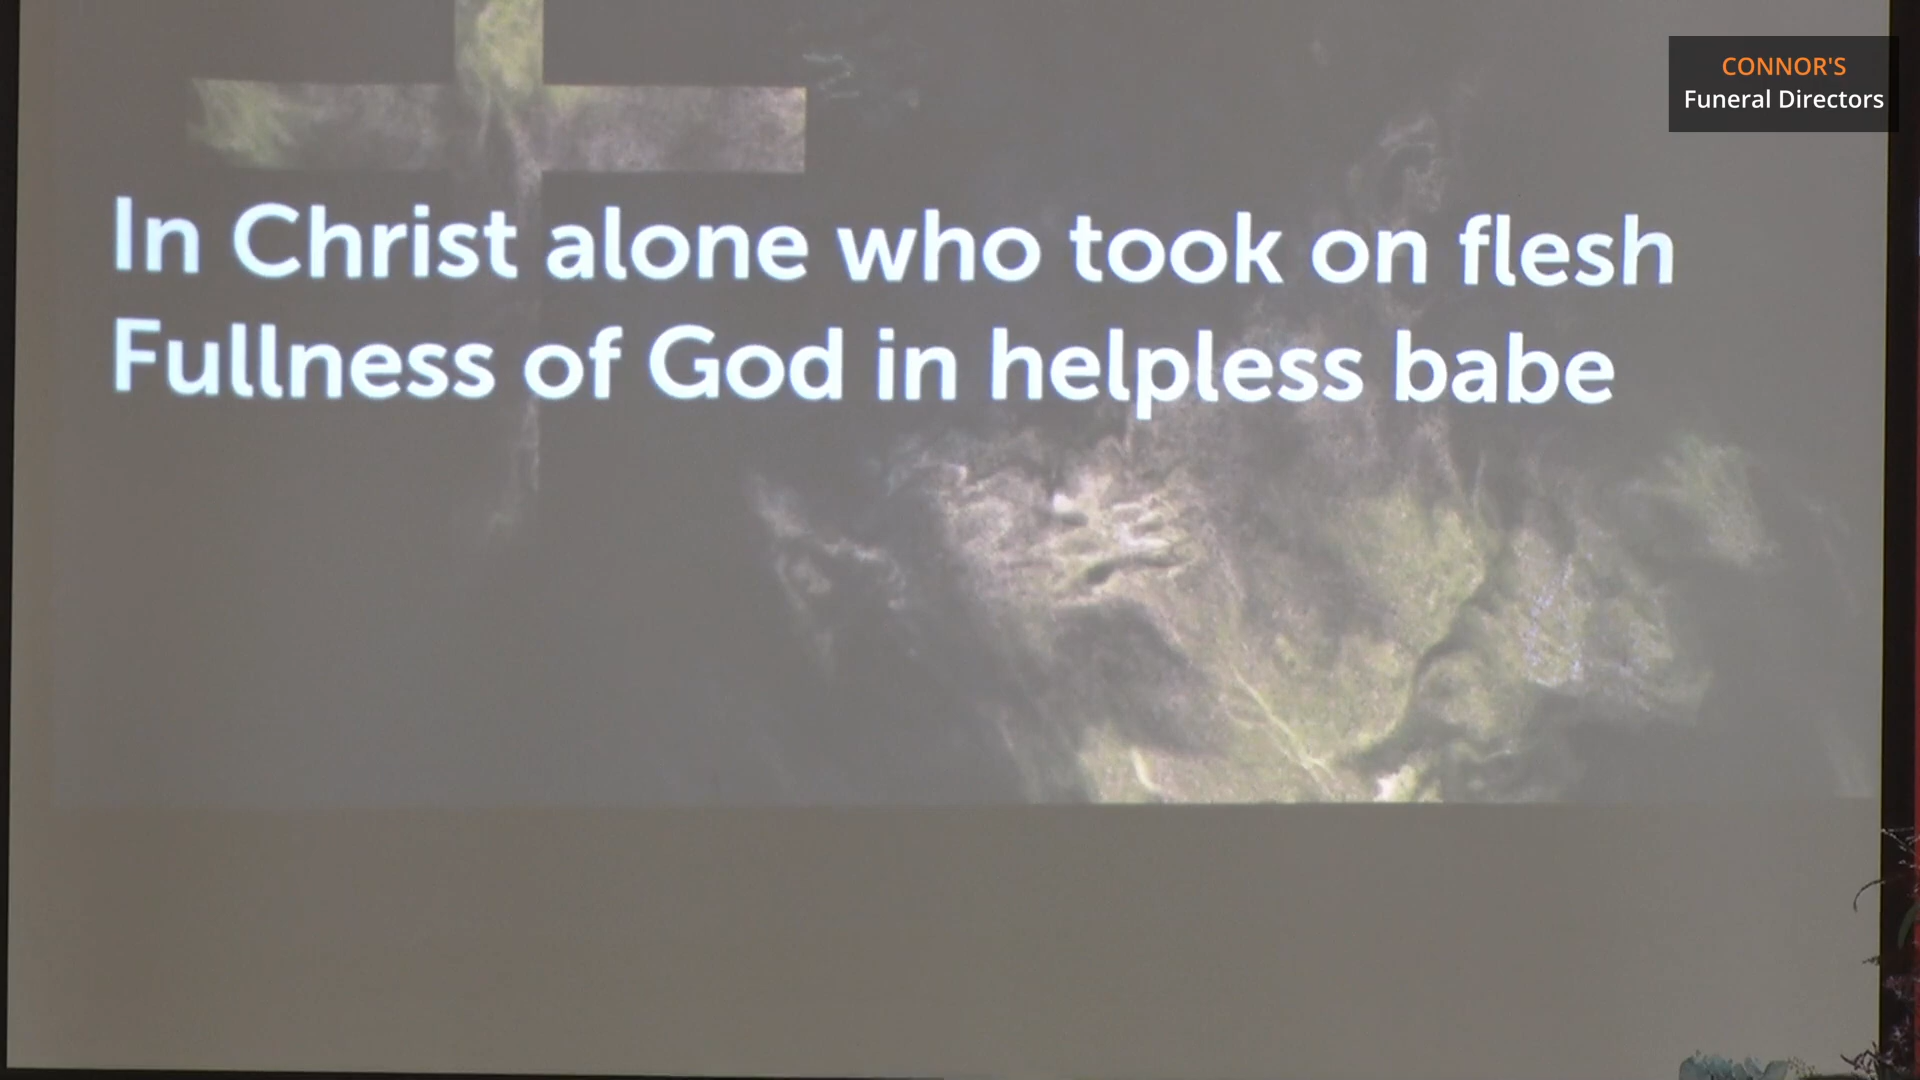 CONNOR'S
Funeral Directors
In Christ alone who took on flesh
Fullness of God in helpless babe